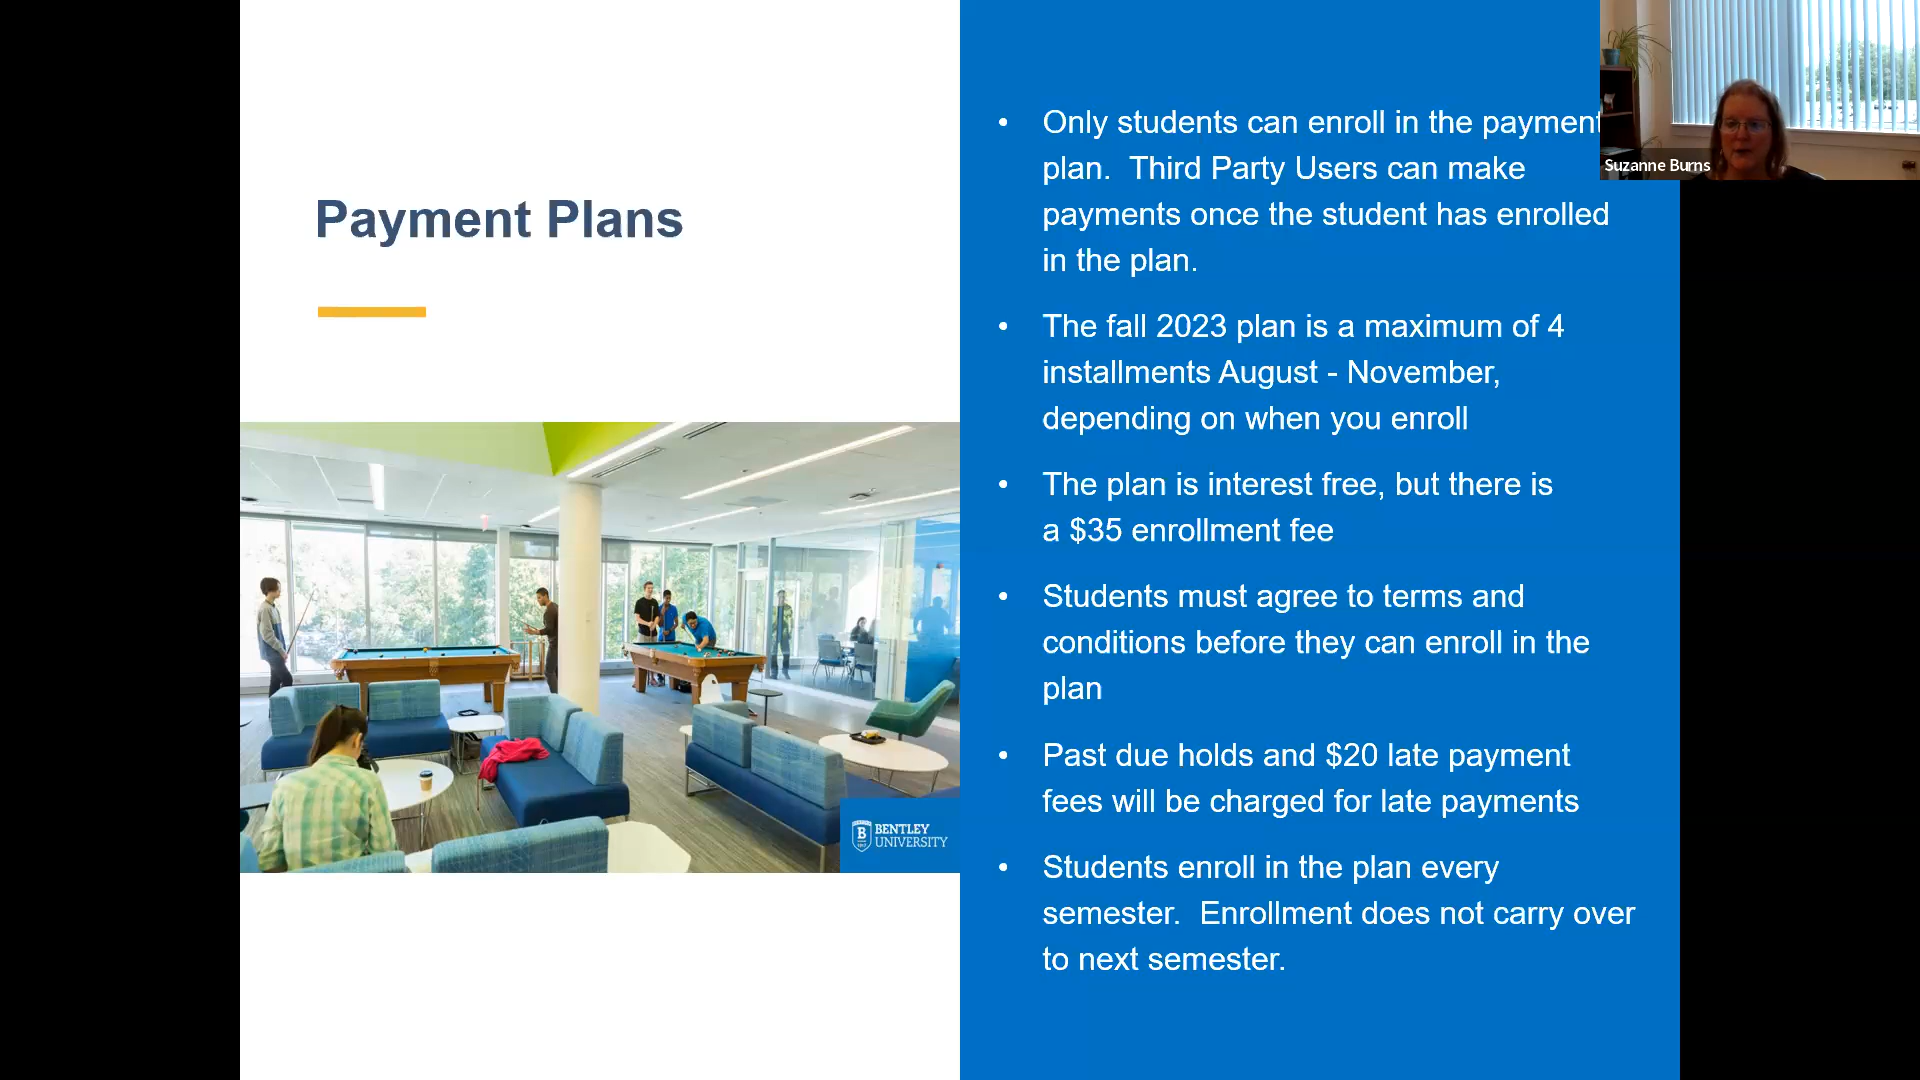 Payment Plans
• Only students can enroll in the payment
plan.  Third Party Users can make
payments once the student has enrolled
in the plan.
• The fall 2023 plan is a maximum of 4
installments August - November,
depending on when you enroll
• The plan is interest free, but there is
a $35 enrollment fee
• Students must agree to terms and
conditions before they can enroll in the
plan
• Past due holds and $20 late payment
fees will be charged for late payments
• Students enroll in the plan every
semester.  Enrollment does not carry over
to next semester.
B
BENTLEY
UNIVERSITY
Suzanne Burns